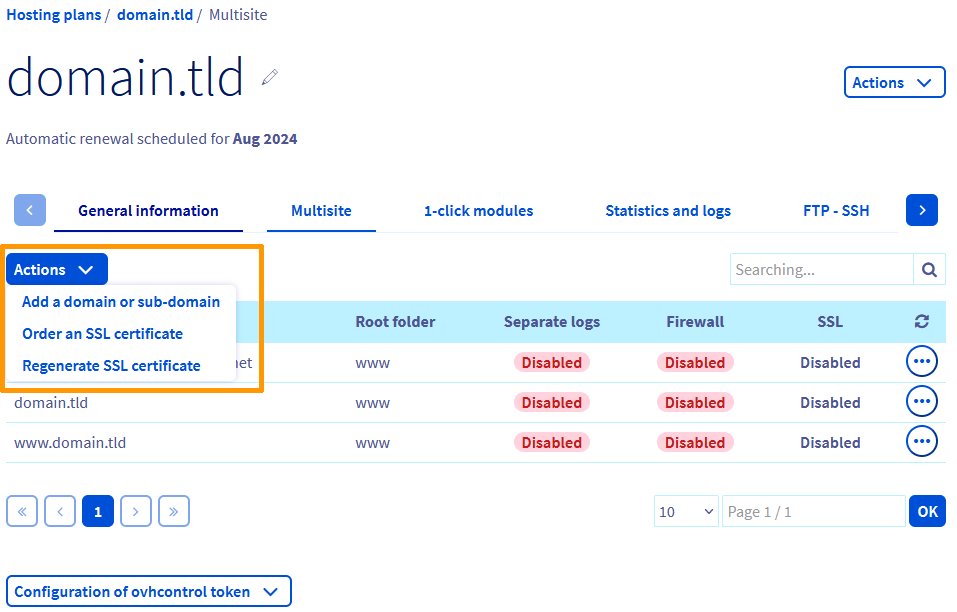 Hosting plans / domain.tld / Multisite
domain.tld
Actions
Automatic renewal scheduled for Aug 2024
General information Multisite 1-click modules Statistics and logs FTP - SSH
Actions
Searching...
Add a domain or sub-domain
Order an SSL certificate
Regenerate SSL certificate
Root folder Separate logs Firewall SSL
net www Disabled Disabled Disabled
domain.tld www Disabled Disabled Disabled
www.domain.tld www Disabled Disabled Disabled
« ‹ 1 › » 10 Page 1 / 1 OK
Configuration of ovhcontrol token